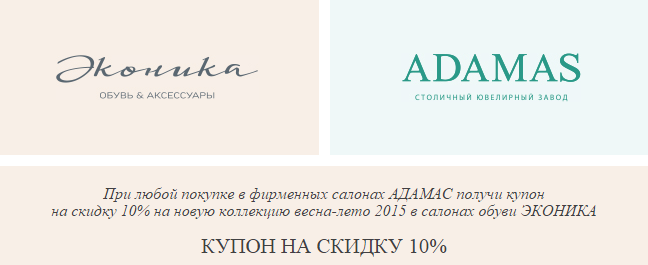 Эконика
ОБУВЬ & АКСЕССУАРЫ
ADAMAS
СТОЛИЧНЫЙ ЮВЕЛИРНЫЙ ЗАВОД
При любой покупке в фирменных салонах АДАМАС получи купон
на скидку 10% на новую коллекцию весна-лето 2015 в салонах обуви ЭКОНИКА
КУПОН НА СКИДКУ 10%